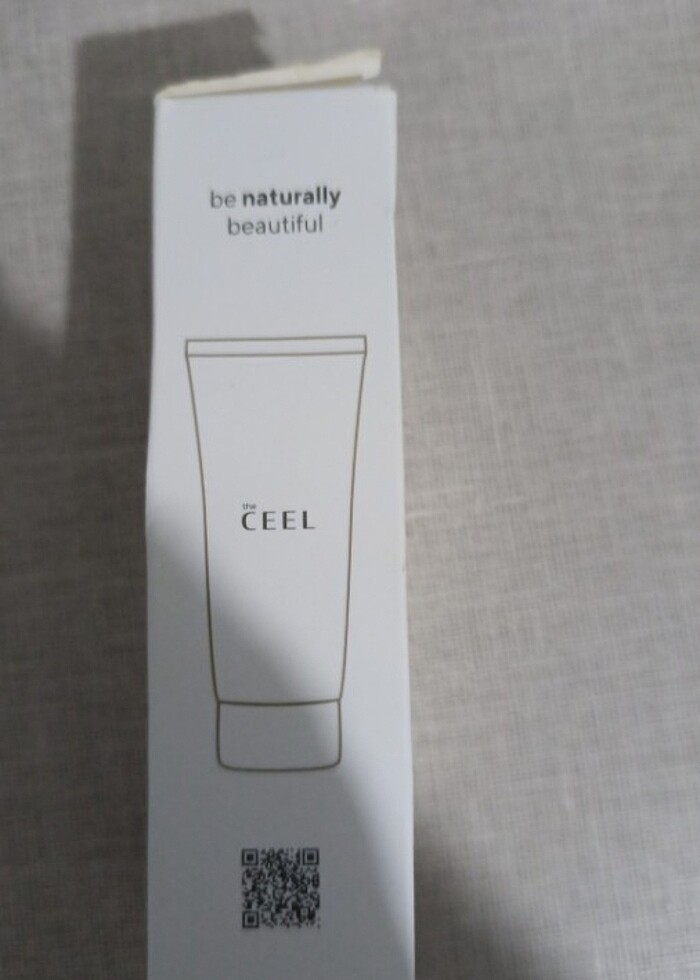 be naturally
beautiful
the
CEEL